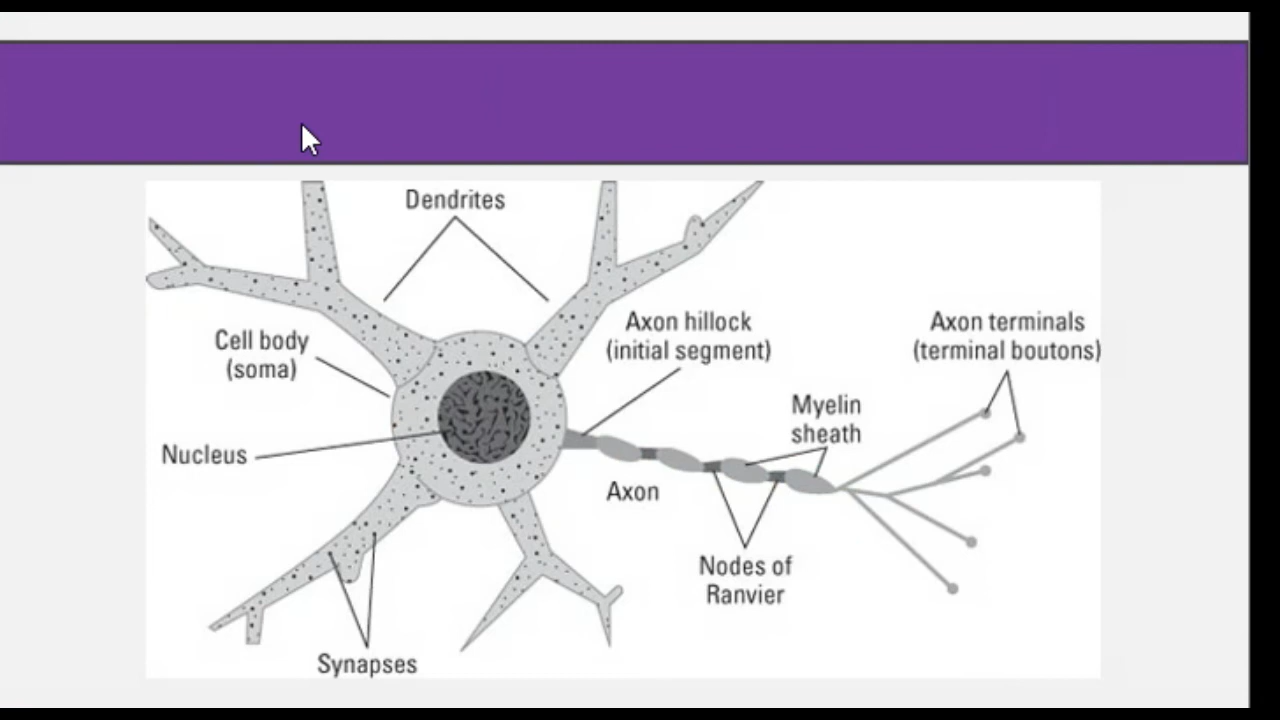 Dendrites
Cell body
(soma)
Axon hillock
(initial segment)
Axon terminals
(terminal boutons)
Myelin
sheath
Nucleus
Axon
Nodes of
Ranvier
Synapses